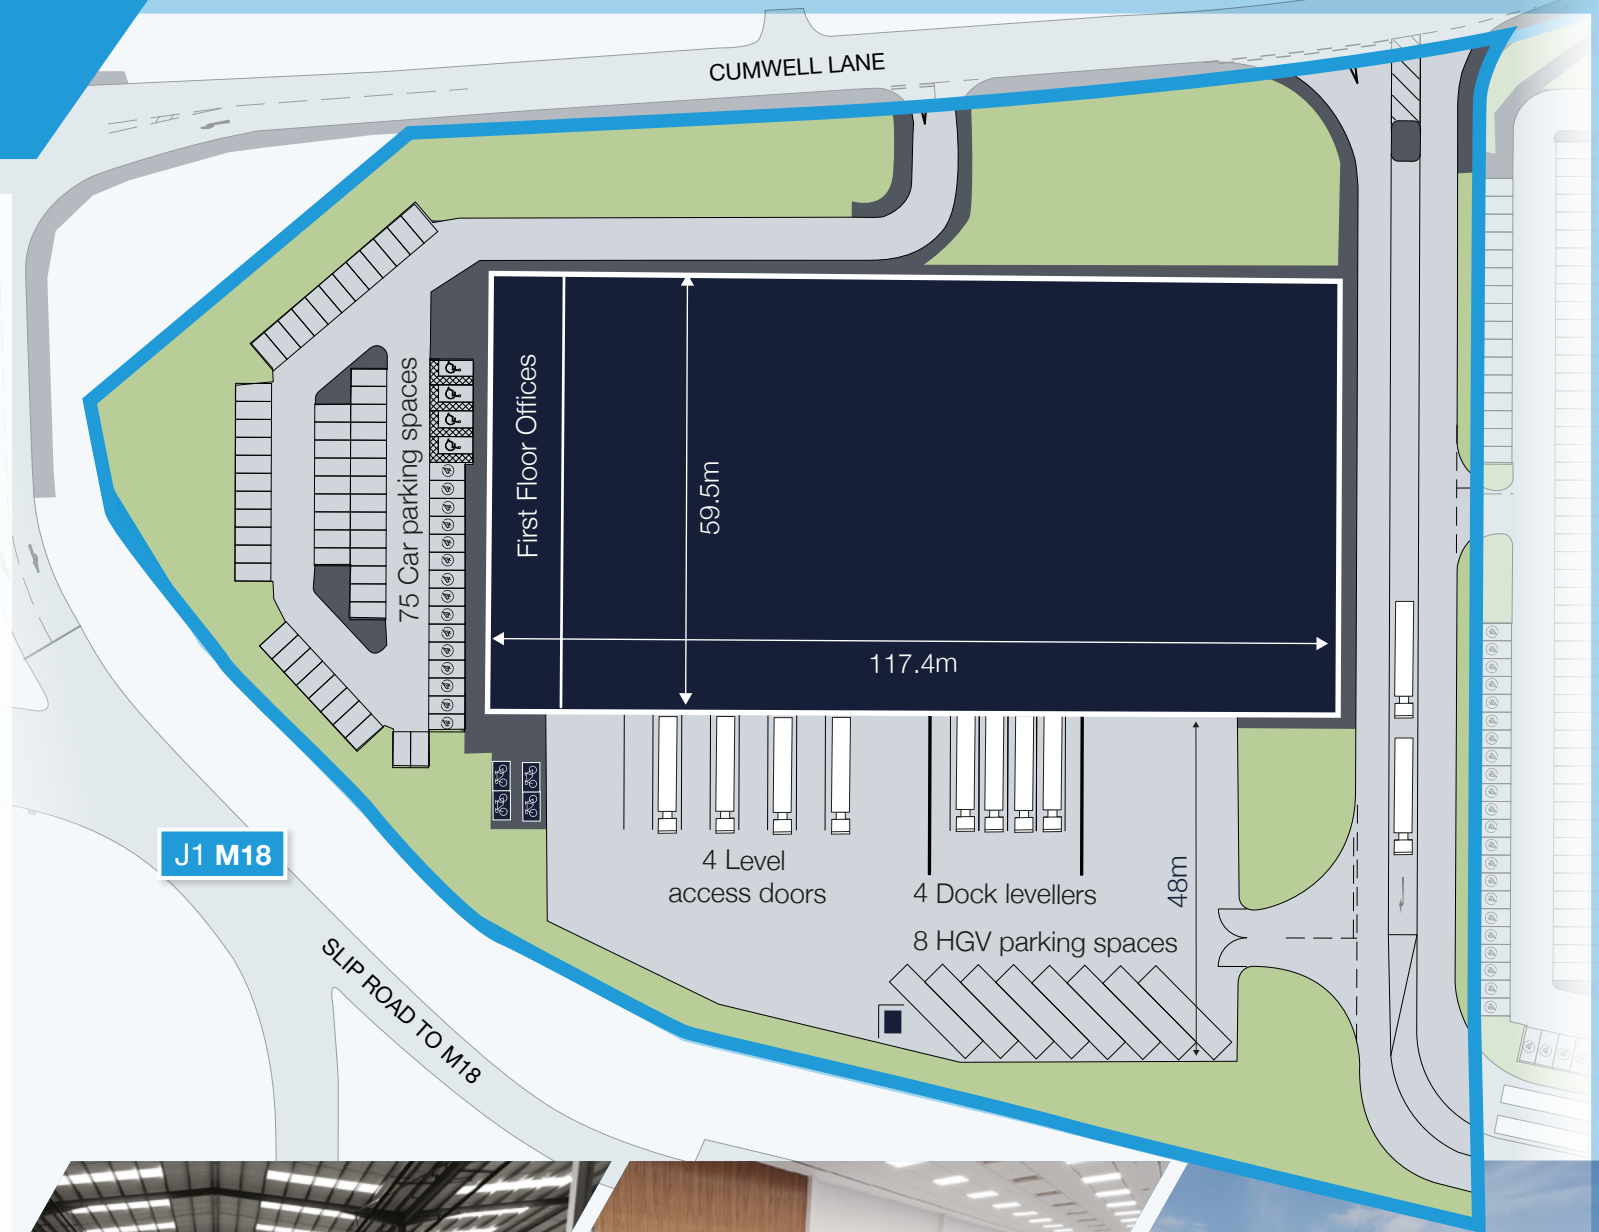 CUMWELL LANE
First Floor Offices
75 Car parking spaces
59.5m
117.4m
4 Level
access doors
4 Dock levellers
8 HGV parking spaces
48m
J1 M18
SLIP ROAD TO M18